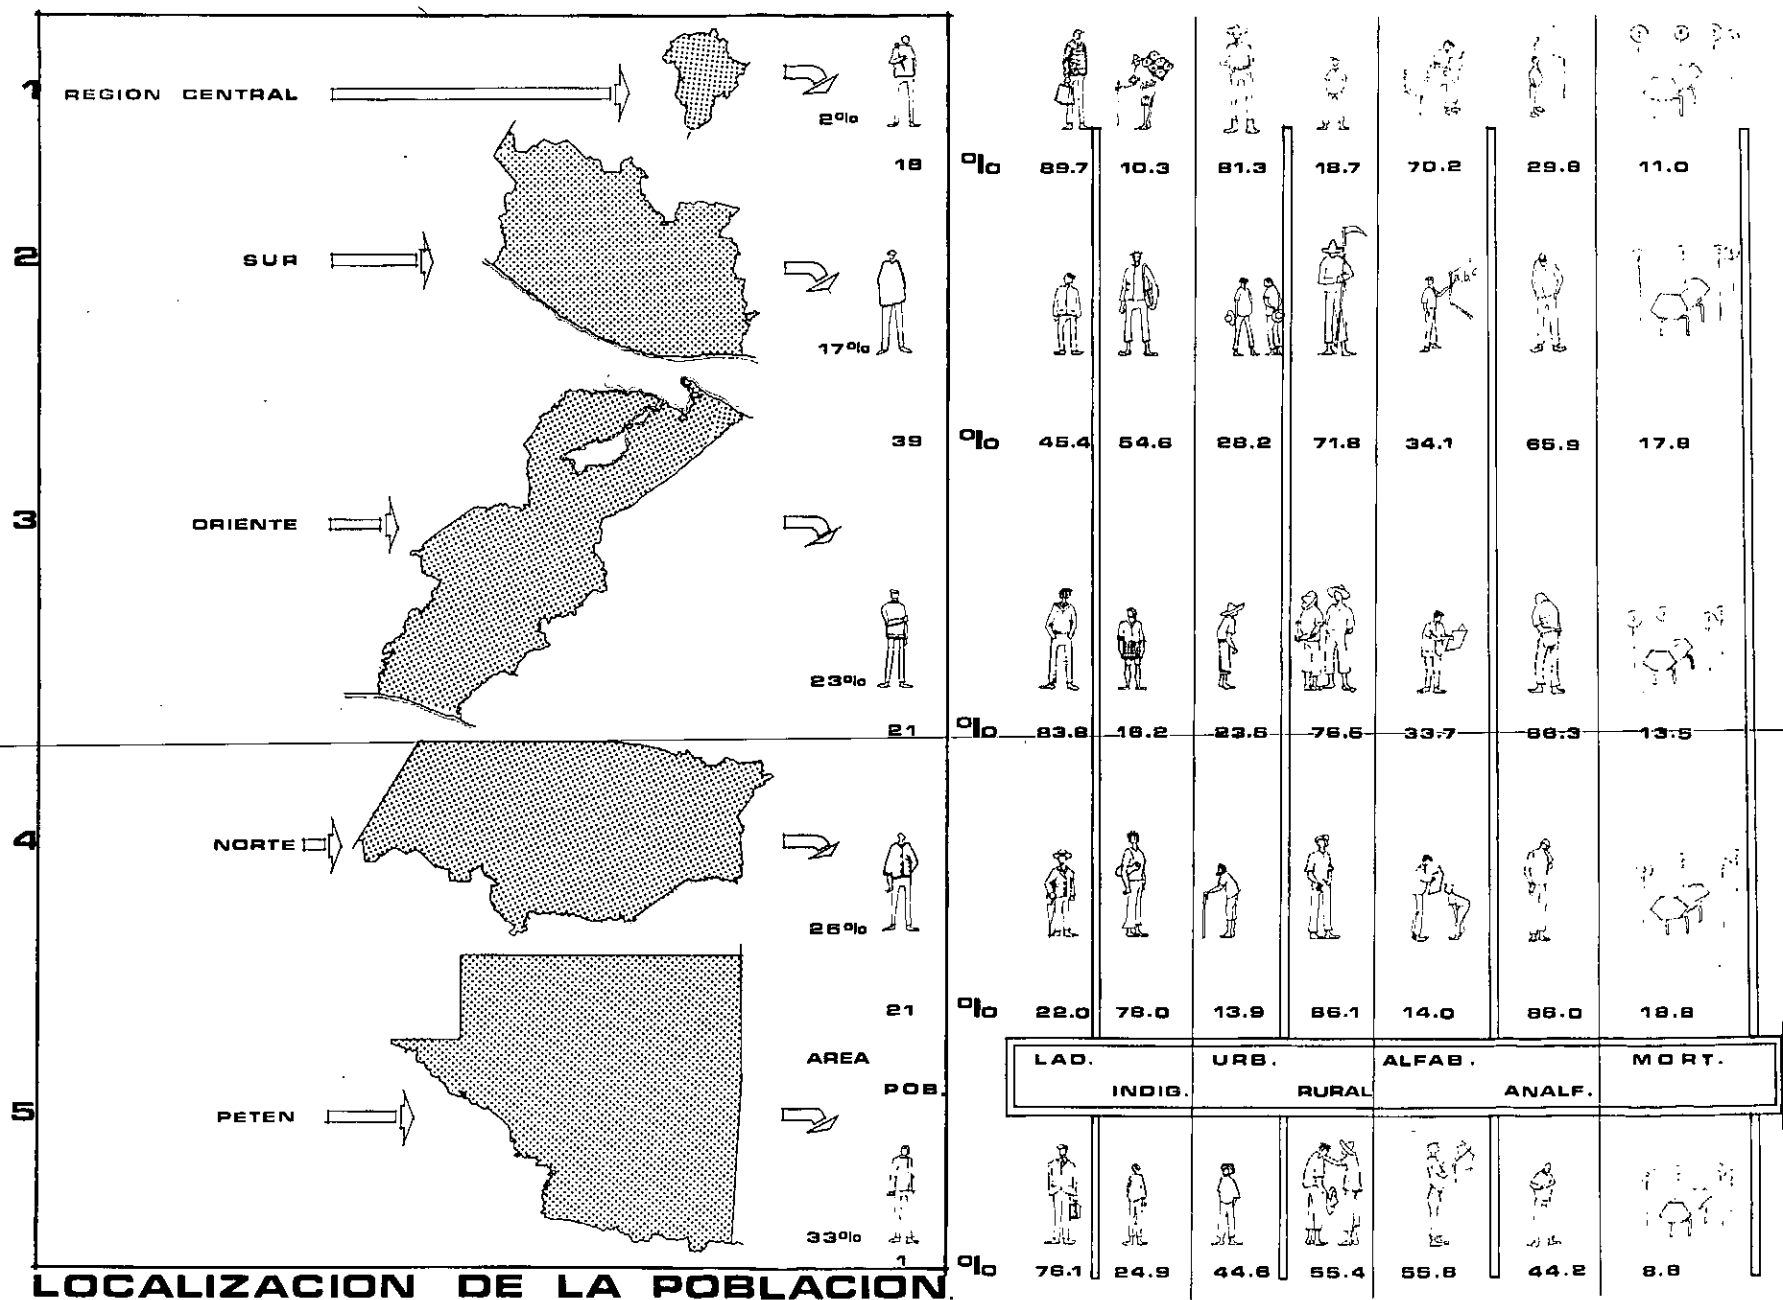 1 REGION CENTRAL 2% 
18 % 89.7 10.3 81.3 18.7 70.2 29.8 11.0
2 SUR a.b.c
17%
39 % 45.4 54.6 28.2 71.8 34.1 65.9 17.8
3 ORIENTE
23%
21 % 83.8 16.2 23.5 76.5 33.7 66.3 13.5
4 NORTE
26%
21 % 22.0 78.0 13.9 86.1 14.0 86.0 18.8
AREA LAD. URB. ALFAB. MORT.
POB. INDIG. RURAL ANALF.
5 PETEN
33%
1 % 76.1 24.9 44.6 55.4 55.8 44.2 8.8
LOCALIZACION DE LA POBLACION.